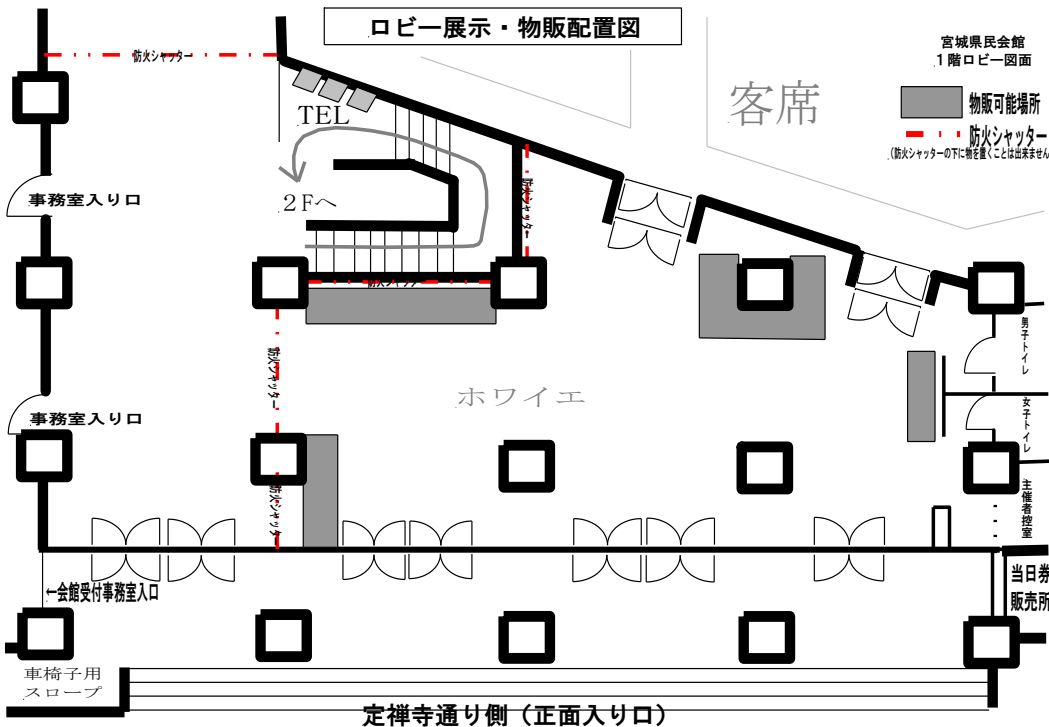 ロビー展示・物販配置図
宮城県民会館
1階ロビー図面
物販可能場所
防火シャッター
(防火シャッターの下に物を置くことは出来ません
防火シャッター
客席
TEL
2Fへ
事務室入り口
防火シャッター
防火シャッター
防火シャッター
ホワイエ
事務室入り口
防火シャッター
男子トイレ
女子トイレ
主催者控室
←会館受付事務室入口
当日券
販売所
車椅子用
スロープ
定禅寺通り側（正面入り口）